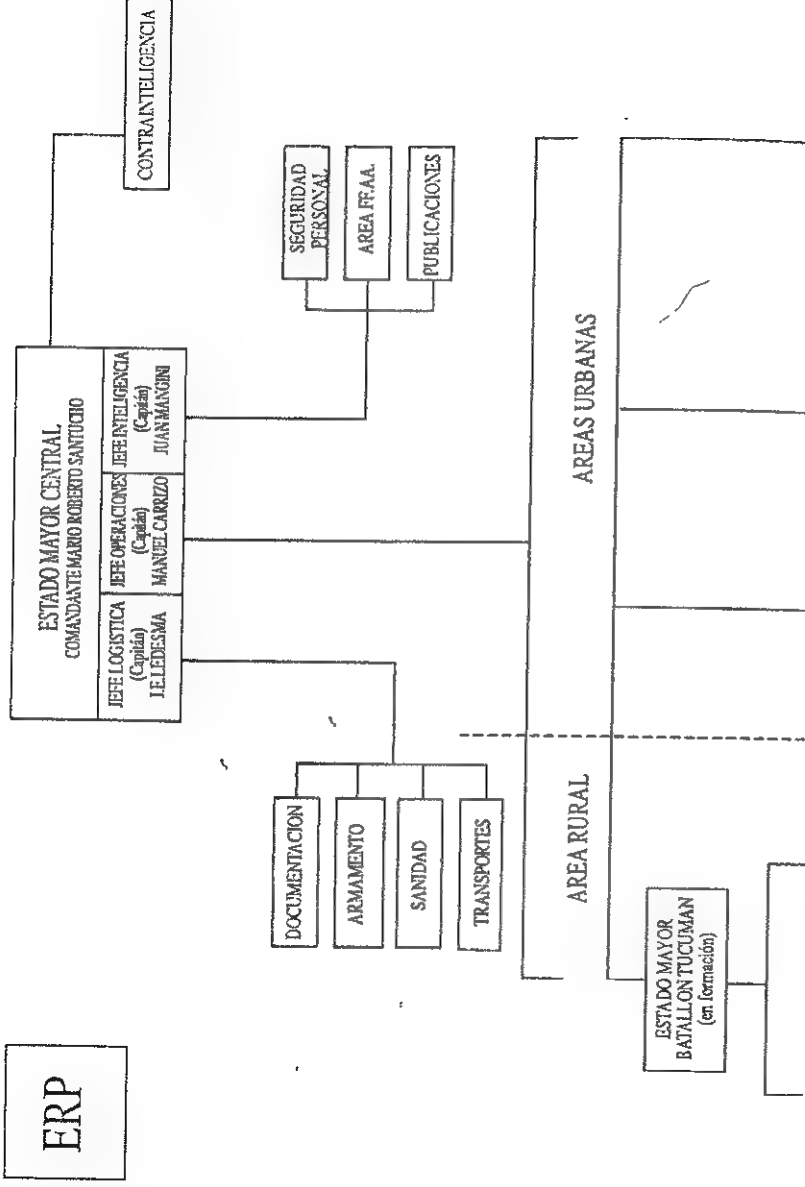 ERP
ESTADO MAYOR CENTRAL
COMANDANTE MARIO ROBERTO SANTUCHO
JEFE LOGISTICA
(Capitán)
J.E.LEDESMA
JEFE OPERACIONES
(Capitán)
MANUEL CARRIZO
JEFE INTELIGENCIA
(Capitán)
JUAN MANGINI
CONTRAINTELIGENCIA
DOCUMENTACION
ARMAMENTO
SANIDAD
TRANSPORTES
SEGURIDAD
PERSONAL
AREA FF.AA.
PUBLICACIONES
AREA RURAL
AREAS URBANAS
ESTADO MAYOR
BATALLON TUCUMAN
(en formación)